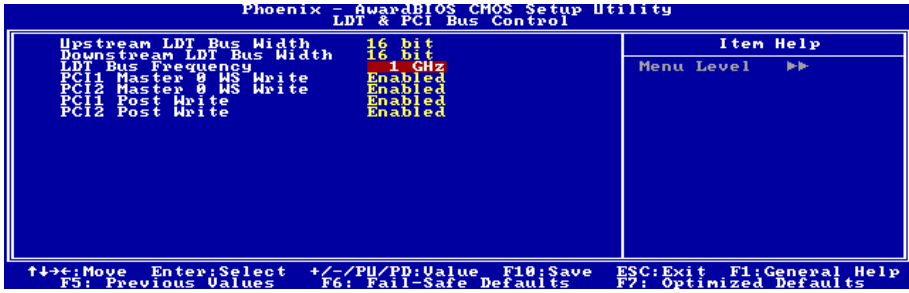 Phoenix - AwardBIOS CMOS Setup Utility
LDT & PCI Bus Control
Upstream LDT Bus Width 16 bit
Downstream LDT Bus Width 16 bit
LDT Bus Frequency 1 GHz
PCI1 Master 0 WS Write Enabled
PCI2 Master 0 WS Write Enabled
PCI1 Post Write Enabled
PCI2 Post Write Enabled
Item Help
Menu Level ►►
↑↓→←:Move Enter:Select +/-/PU/PD:Value F10:Save ESC:Exit F1:General Help
F5: Previous Values F6: Fail-Safe Defaults F7: Optimized Defaults